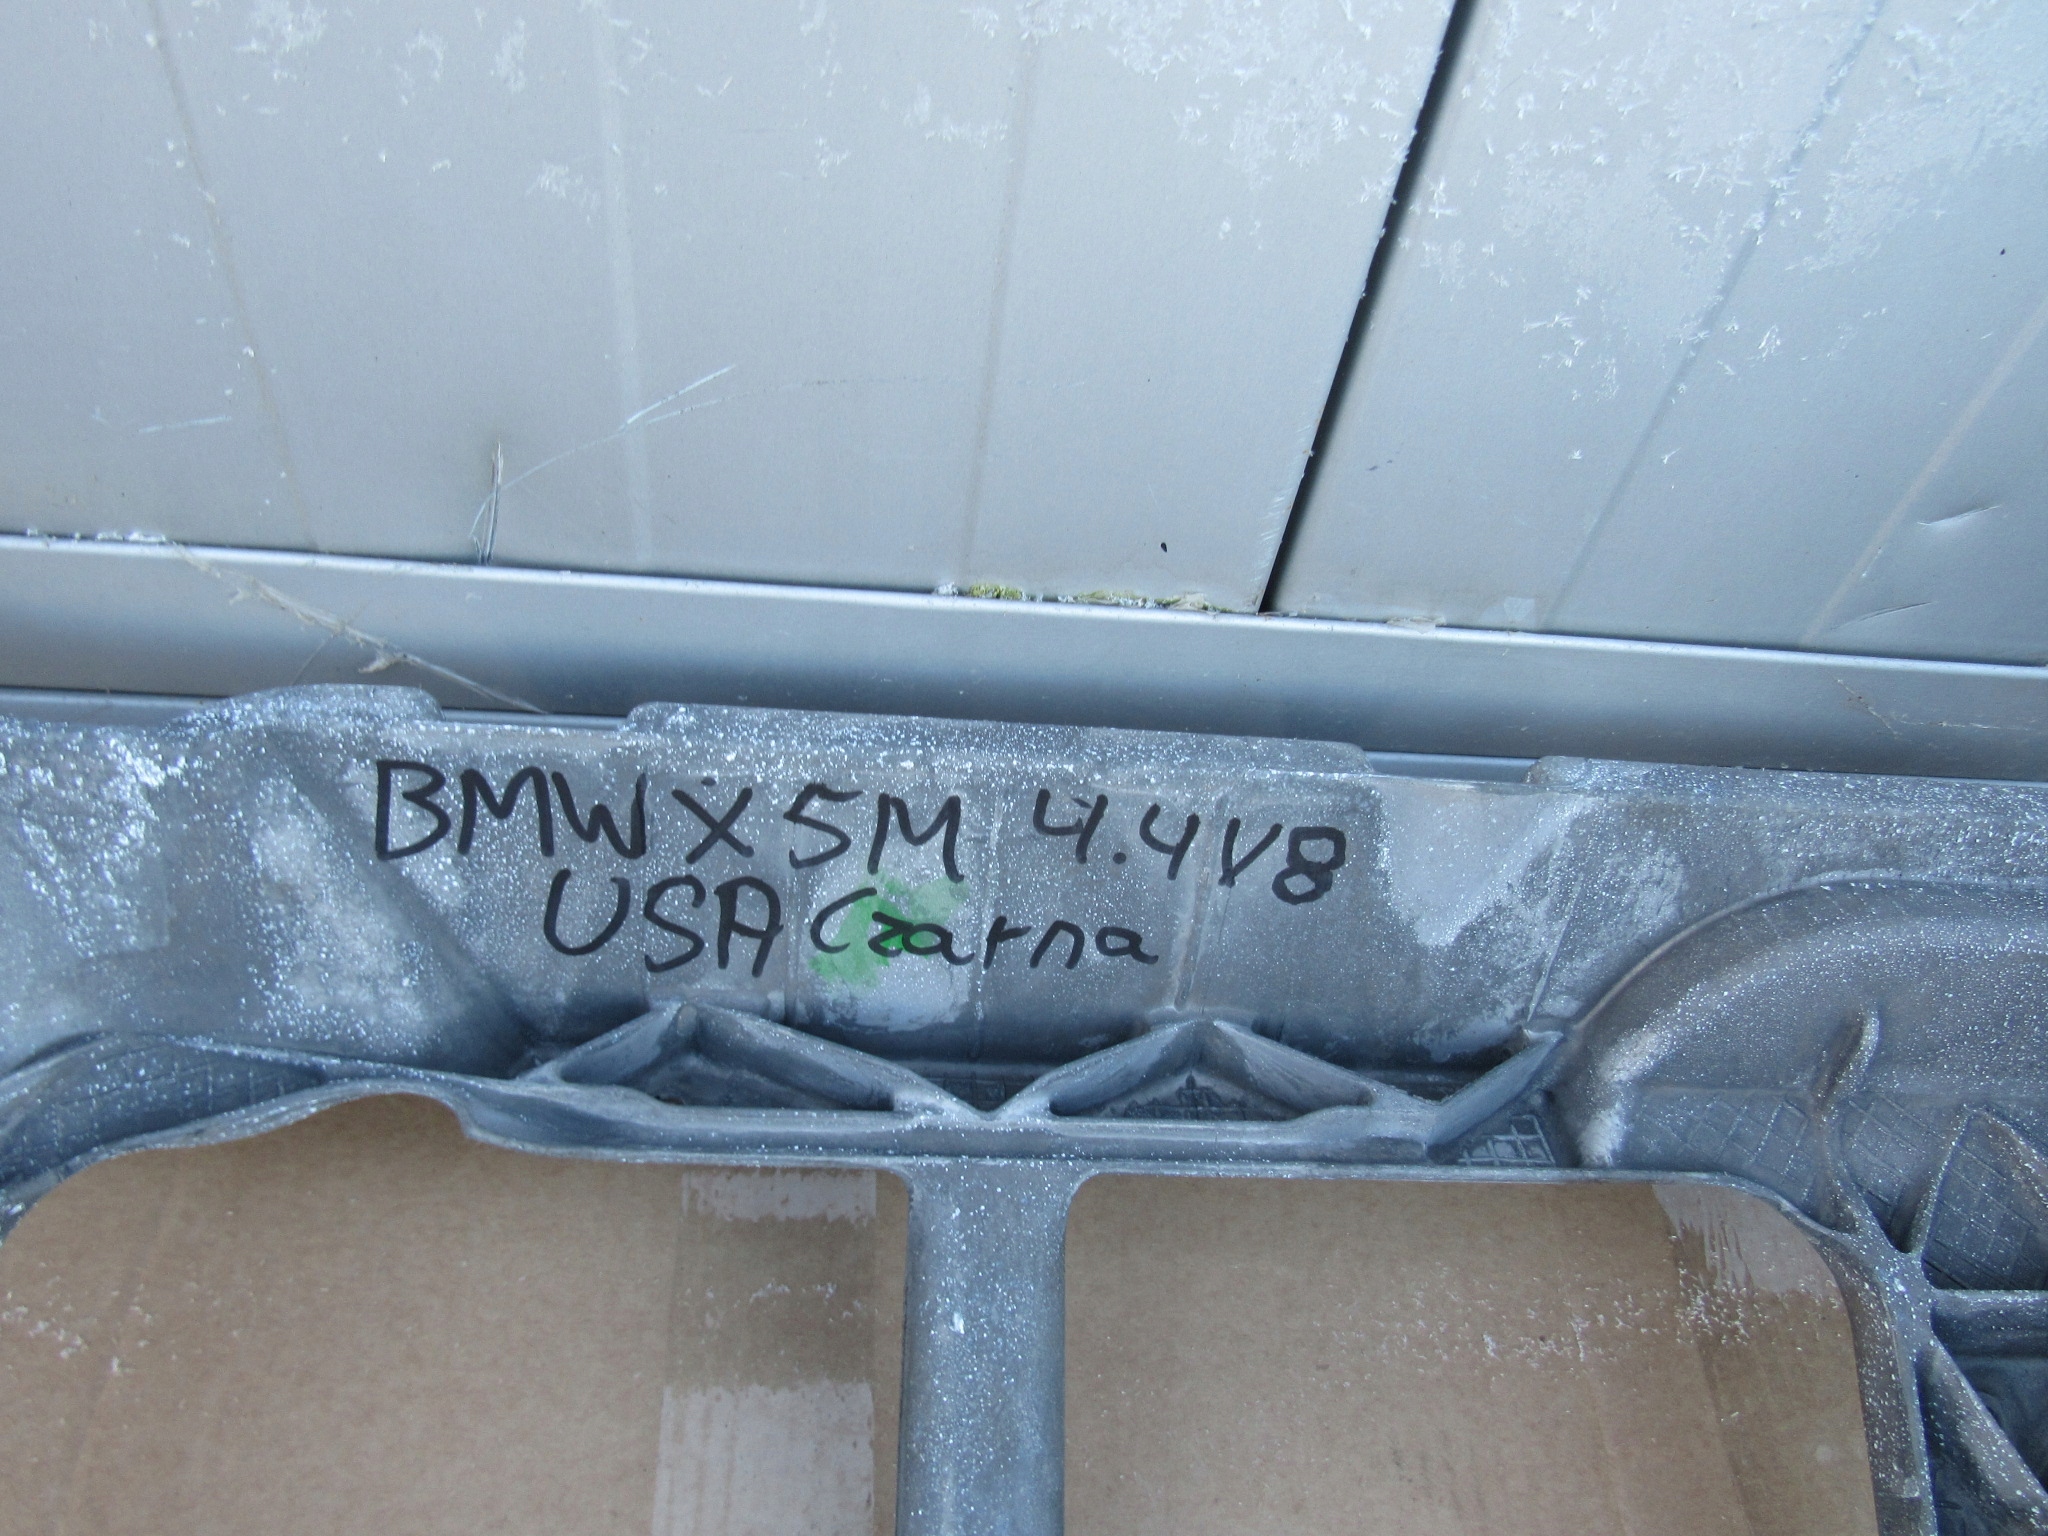 BMW X5M 4.4V8
USA Czarna